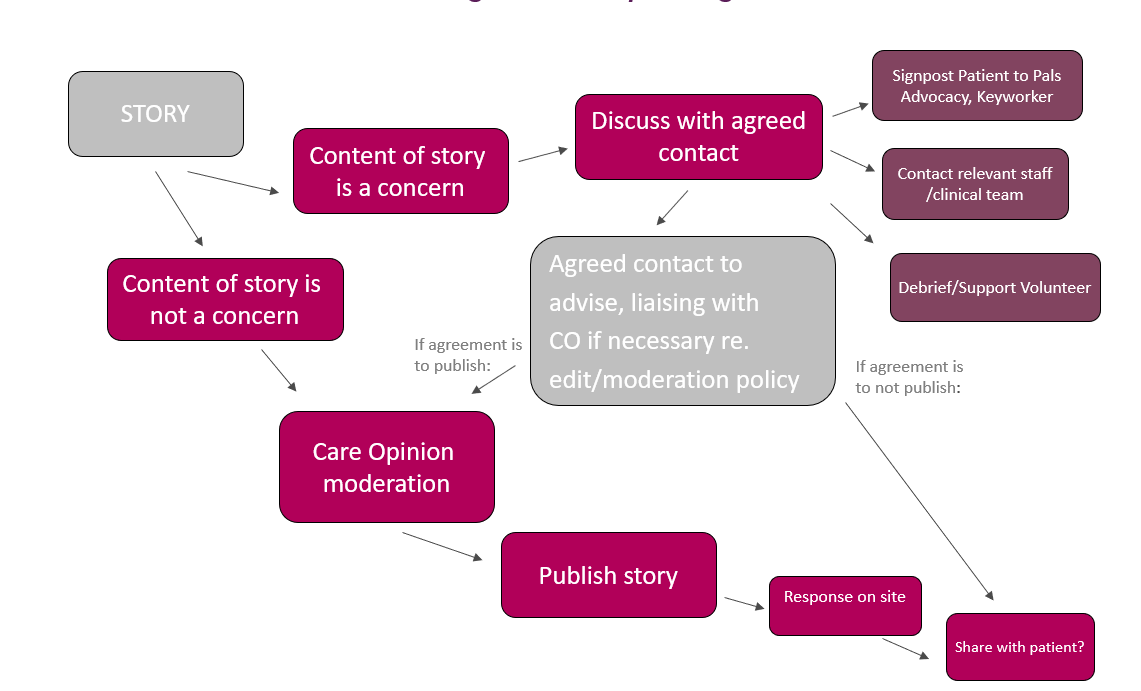 STORY
Content of story
is a concern
Discuss with agreed
contact
Signpost Patient to Pals
Advocacy, Keyworker
Contact relevant staff
/clinical team
Debrief/Support Volunteer
Content of story is
not a concern
Agreed contact to
advise, liaising with
CO if necessary re.
edit/moderation policy
If agreement is
to publish:
If agreement is
to not publish:
Care Opinion
moderation
Publish story
Response on site
Share with patient?